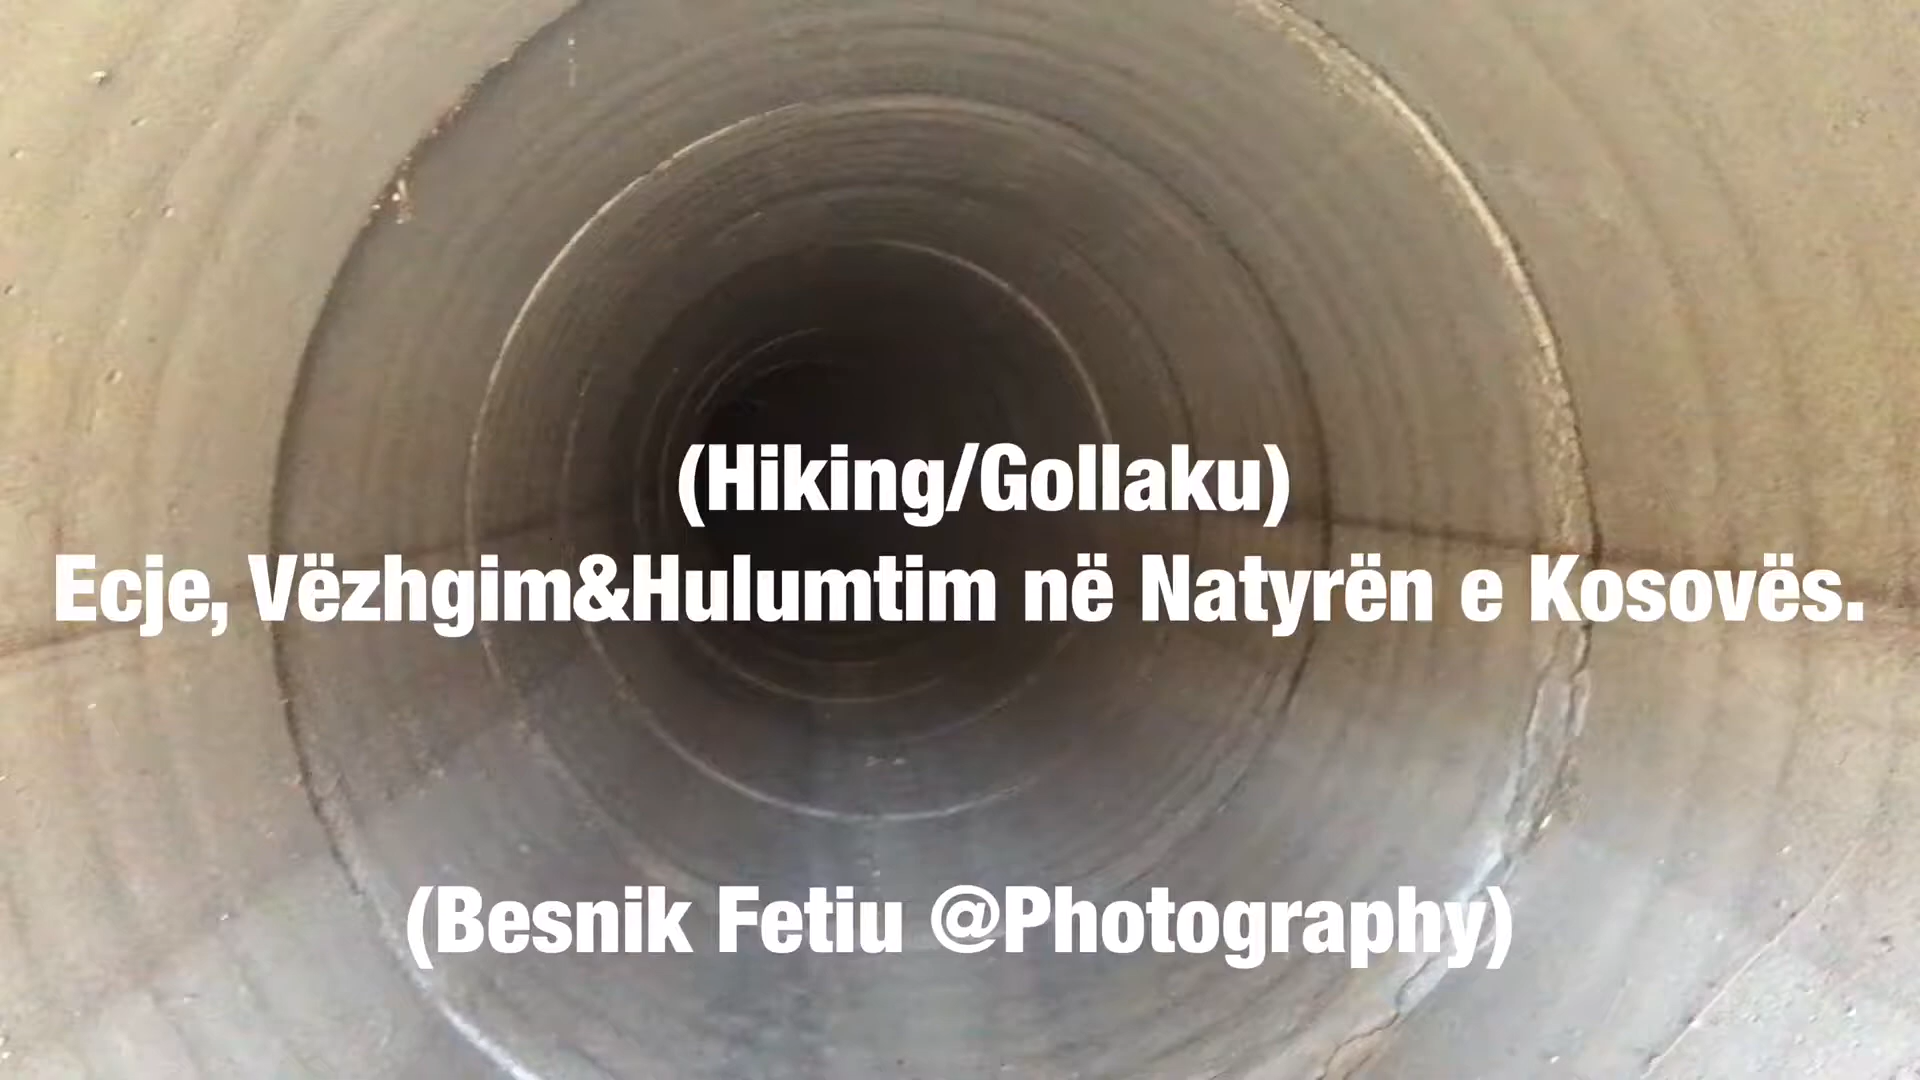 (Hiking/Gollaku)
Ecje, Vëzhgim&Hulumtim në Natyrën e Kosovës.
(Besnik Fetiu @Photography)